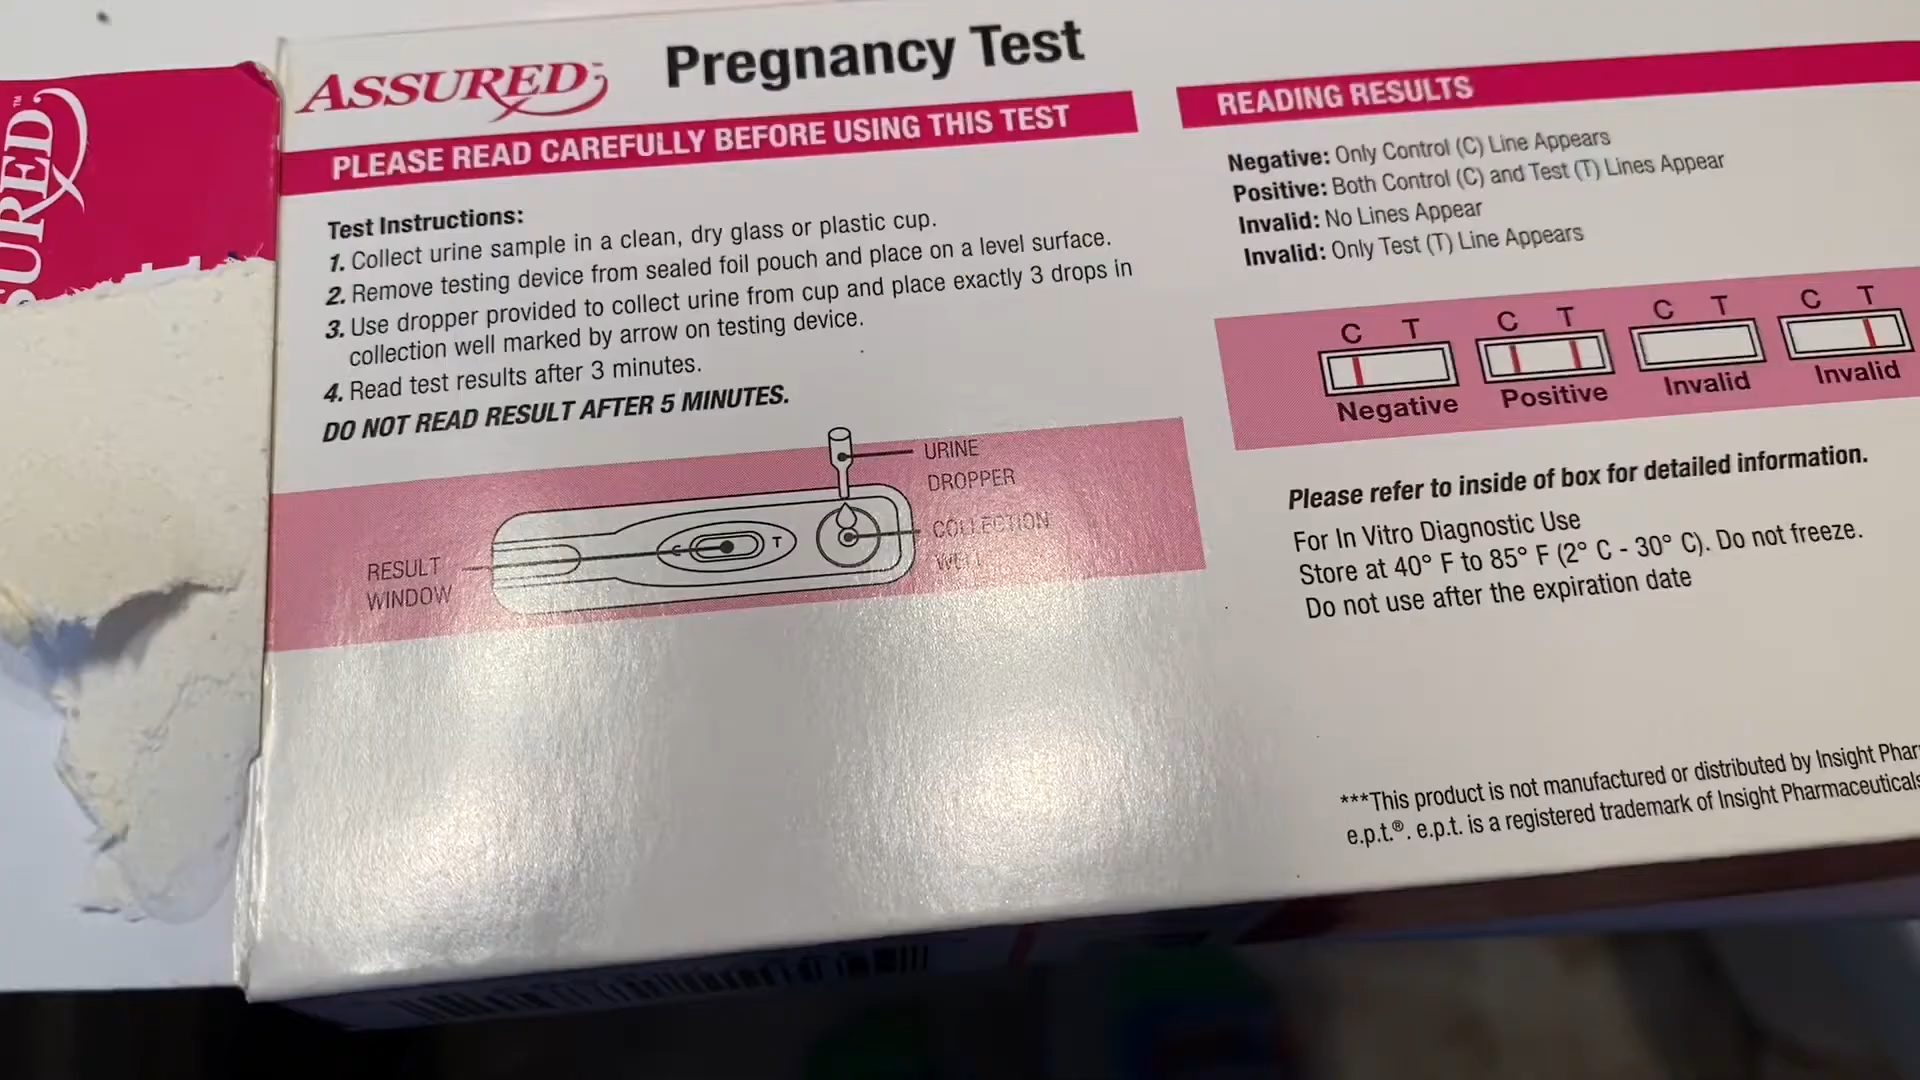 SURED™
ASSURED™ Pregnancy Test
PLEASE READ CAREFULLY BEFORE USING THIS TEST
Test Instructions:
1. Collect urine sample in a clean, dry glass or plastic cup.
2. Remove testing device from sealed foil pouch and place on a level surface.
3. Use dropper provided to collect urine from cup and place exactly 3 drops in
collection well marked by arrow on testing device.
4. Read test results after 3 minutes.
DO NOT READ RESULT AFTER 5 MINUTES.
URINE
DROPPER
COLLECTION
WELL
C T
RESULT
WINDOW
READING RESULTS
Negative: Only Control (C) Line Appears
Positive: Both Control (C) and Test (T) Lines Appear
Invalid: No Lines Appear
Invalid: Only Test (T) Line Appears
C T C T C T C T
Negative Positive Invalid Invalid
Please refer to inside of box for detailed information.
For In Vitro Diagnostic Use
Store at 40° F to 85° F (2° C - 30° C). Do not freeze.
Do not use after the expiration date
***This product is not manufactured or distributed by Insight Phar
e.p.t.®. e.p.t. is a registered trademark of Insight Pharmaceuticals